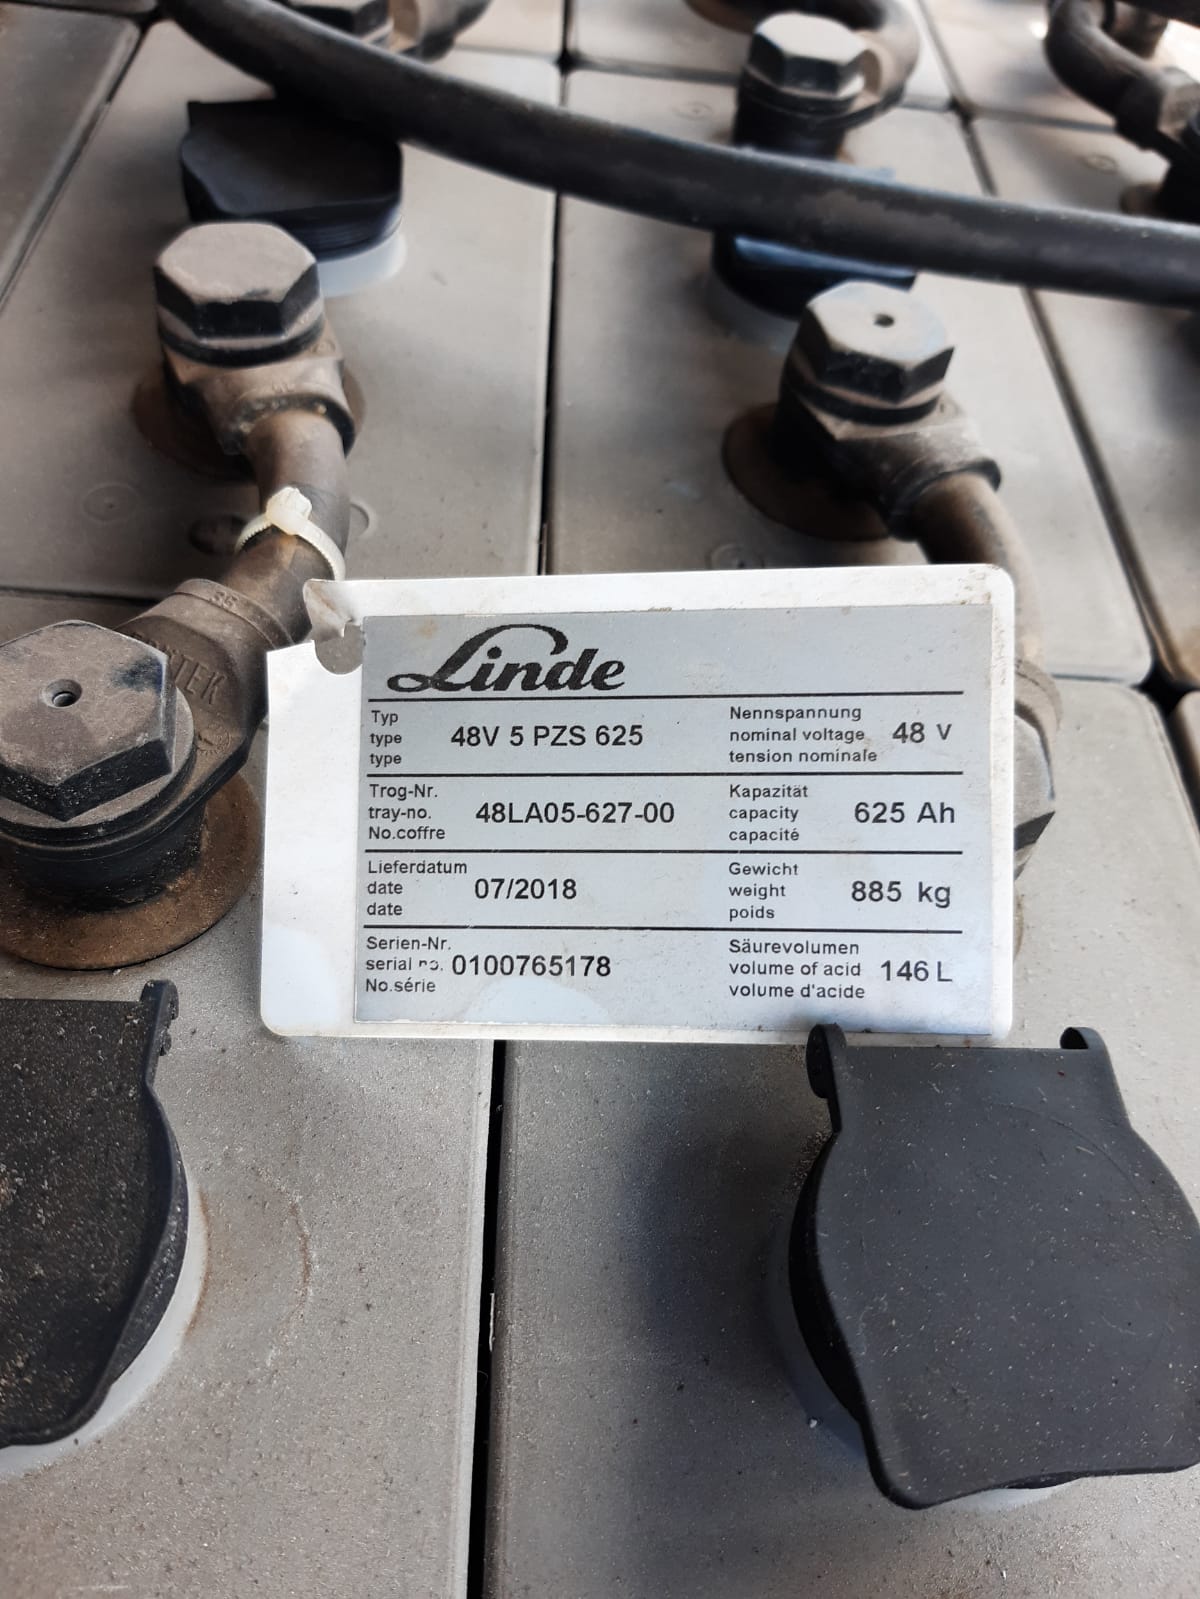 Linde
Typ
type
type
48V 5 PZS 625
Nennspannung
nominal voltage
tension nominale
48 V
Trog-Nr.
tray-no.
No.coffre
48LA05-627-00
Kapazität
capacity
capacité
625 Ah
Lieferdatum
date
date
07/2018
Gewicht
weight
poids
885 kg
Serien-Nr.
serial no.
No.série
0100765178
Säurevolumen
volume of acid
volume d'acide
146 L